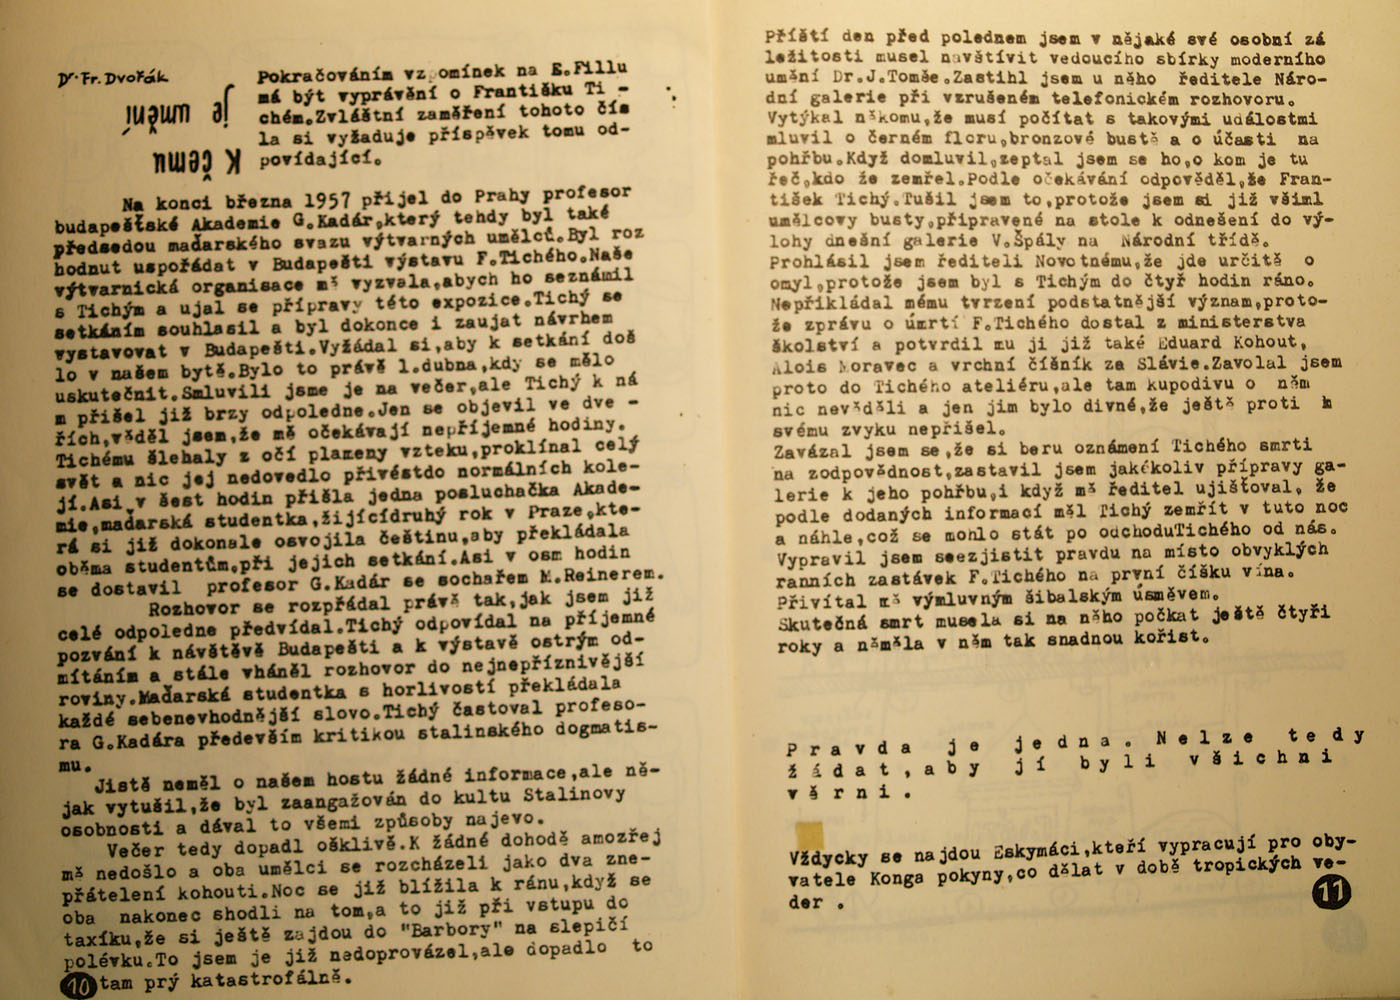 Dr. Fr. Dvořák
K čemu
je umění
Pokračováním vzpomínek na E.Fillu
má být vyprávění o Františku Ti -
chém.Zvláštní zaměření tohoto čís
la si vyžaduje příspěvek tomu od-
povídající.
Na konci března 1957 přijel do Prahy profesor
budapeštské Akademie G.Kadár,který tehdy byl také
předsedou maďarského svazu výtvarných umělců.Byl roz
hodnut uspořádat v Budapešti výstavu F.Tichého.Naše
výtvarnická organisace mě vyzvala,abych ho seznámil
s Tichým a ujal se přípravy této expozice.Tichý se
setkáním souhlasil a byl dokonce i zaujat návrhem
vystavovat v Budapešti.Vyžádal si,aby k setkání doš
lo v našem bytě.Bylo to právě l.dubna,kdy se mělo
uskutečnit.Smluvili jsme je na večer,ale Tichý k ná
m přišel již brzy odpoledne.Jen se objevil ve dve -
řích,věděl jsem,že mě očekávají nepříjemné hodiny.
Tichému šlehaly z očí plameny vzteku,proklínal celý
svět a nic jej nedovedlo přivéstdo normálních kole-
jí.Asi v šest hodin přišla jedna posluchačka Akade-
mie,maďarská studentka,žijícídruhý rok v Praze,kte-
rá si již dokonale osvojila češtinu,aby překládala
oběma studentům,při jejich setkání.Asi v osm hodin
se dostavil profesor G.Kadár se sochařem M.Reinerem.
Rozhovor se rozpřádal právě tak,jak jsem již
celé odpoledne předvídal.Tichý odpovídal na příjemné
pozvání k návštěvě Budapešti a k výstavě ostrým od-
mítáním a stále vháněl rozhovor do nejnepříznivější
roviny.Maďarská studentka s horlivostí překládala
každé sebenevhodnější slovo.Tichý častoval profeso-
ra G.Kadára především kritikou stalinského dogmatis-
mu.
Jistě neměl o našem hostu žádné informace,ale ně-
jak vytušil,že byl zaangažován do kultu Stalinovy
osobnosti a dával to všemi způsoby najevo.
Večer tedy dopadl ošklivě.K žádné dohodě amozřej
mě nedošlo a oba umělci se rozcházeli jako dva zne-
přátelení kohouti.Noc se již blížila k ránu,když se
oba nakonec shodli na tom,a to již při vstupu do
taxíku,že si ještě zajdou do "Barbory" na slepičí
polévku.To jsem je již nedoprovázel,ale dopadlo to
tam prý katastrofálně.
10
Příští den před polednem jsem v nějaké své osobní zá
ležitosti musel navštívit vedoucího sbírky moderního
umění Dr.J.Tomše.Zastihl jsem u něho ředitele Náro-
dní galerie při vzrušeném telefonickém rozhovoru.
Vytýkal někomu,že musí počítat s takovými událostmi
mluvil o černém floru,bronzové bustě a o účasti na
pohřbu.Když domluvil,zeptal jsem se ho,o kom je tu
řeč,kdo že zemřel.Podle očekávání odpověděl,že Fran-
tišek Tichý.Tušil jsem to,protože jsem si již všiml
umělcovy busty,připravené na stole k odnešení do vý-
lohy dnešní galerie V.Špály na Národní třídě.
Prohlásil jsem řediteli Novotnému,že jde určitě o
omyl,protože jsem byl s Tichým do čtyř hodin ráno.
Nepřikládal mému tvrzení podstatnější význam,proto-
že zprávu o úmrtí F.Tichého dostal z ministerstva
školství a potvrdil mu ji již také Eduard Kohout,
Alois Moravec a vrchní číšník ze Slávie.Zavolal jsem
proto do Tichého ateliéru,ale tam kupodivu o něm
nic nevěděli a jen jim bylo divné,že ještě proti
svému zvyku nepřišel.
Zavázal jsem se,že si beru oznámení Tichého smrti
na zodpovědnost,zastavil jsem jakékoliv přípravy ga-
lerie k jeho pohřbu,i když mě ředitel ujišťoval, že
podle dodaných informací měl Tichý zemřít v tuto noc
a náhle,což se mohlo stát po odchoduTichého od nás.
Vypravil jsem seezjistit pravdu na místo obvyklých
ranních zastávek F.Tichého na první číšku vína.
Přivítal mě výmluvným šibalským úsměvem.
Skutečná smrt musela si na něho počkat ještě čtyři
roky a neměla v něm tak snadnou kořist.
Pravda je jedna. Nelze tedy
žádat,aby jí byli všichni
věrni.
Vždycky se najdou Eskymáci,kteří vypracují pro oby-
vatele Konga pokyny,co dělat v době tropických ve-
der .
11